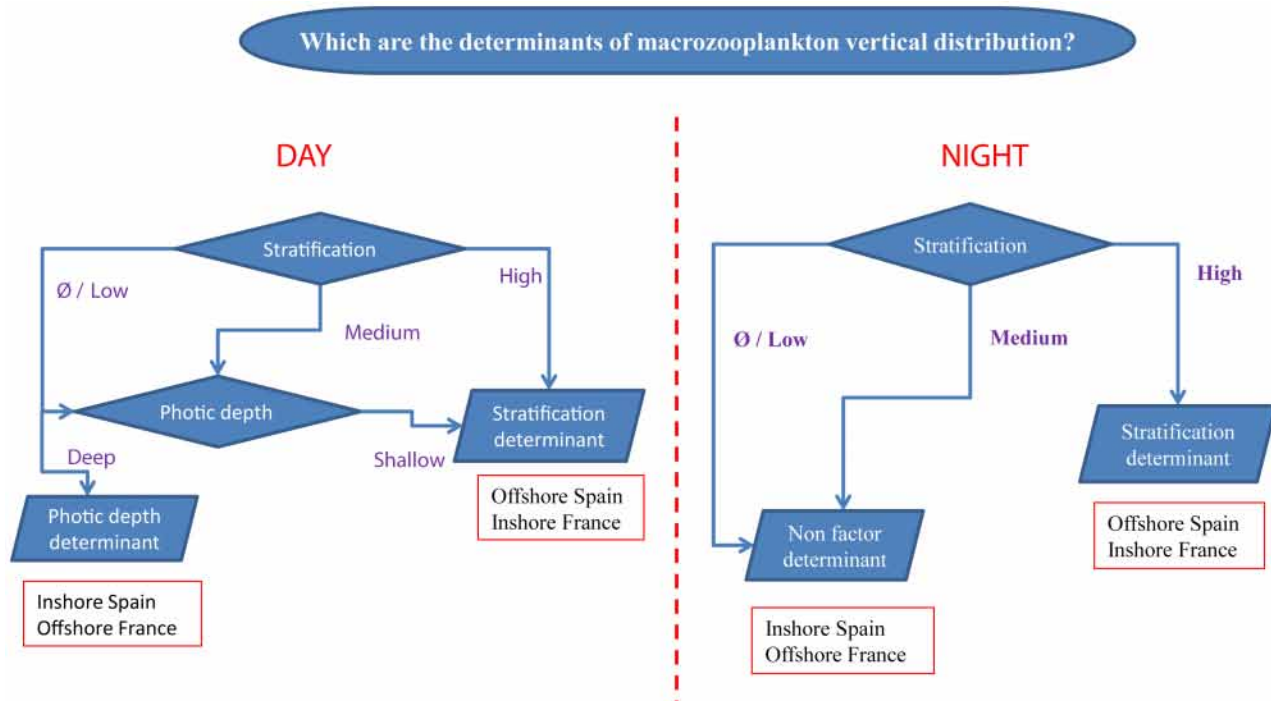 Which are the determinants of macrozooplankton vertical distribution?
DAY
Stratification
Ø / Low
High
Medium
Photic depth
Stratification
determinant
Deep
Shallow
Photic depth
determinant
Offshore Spain
Inshore France
Inshore Spain
Offshore France
NIGHT
Stratification
High
Ø / Low
Medium
Stratification
determinant
Non factor
determinant
Offshore Spain
Inshore France
Inshore Spain
Offshore France